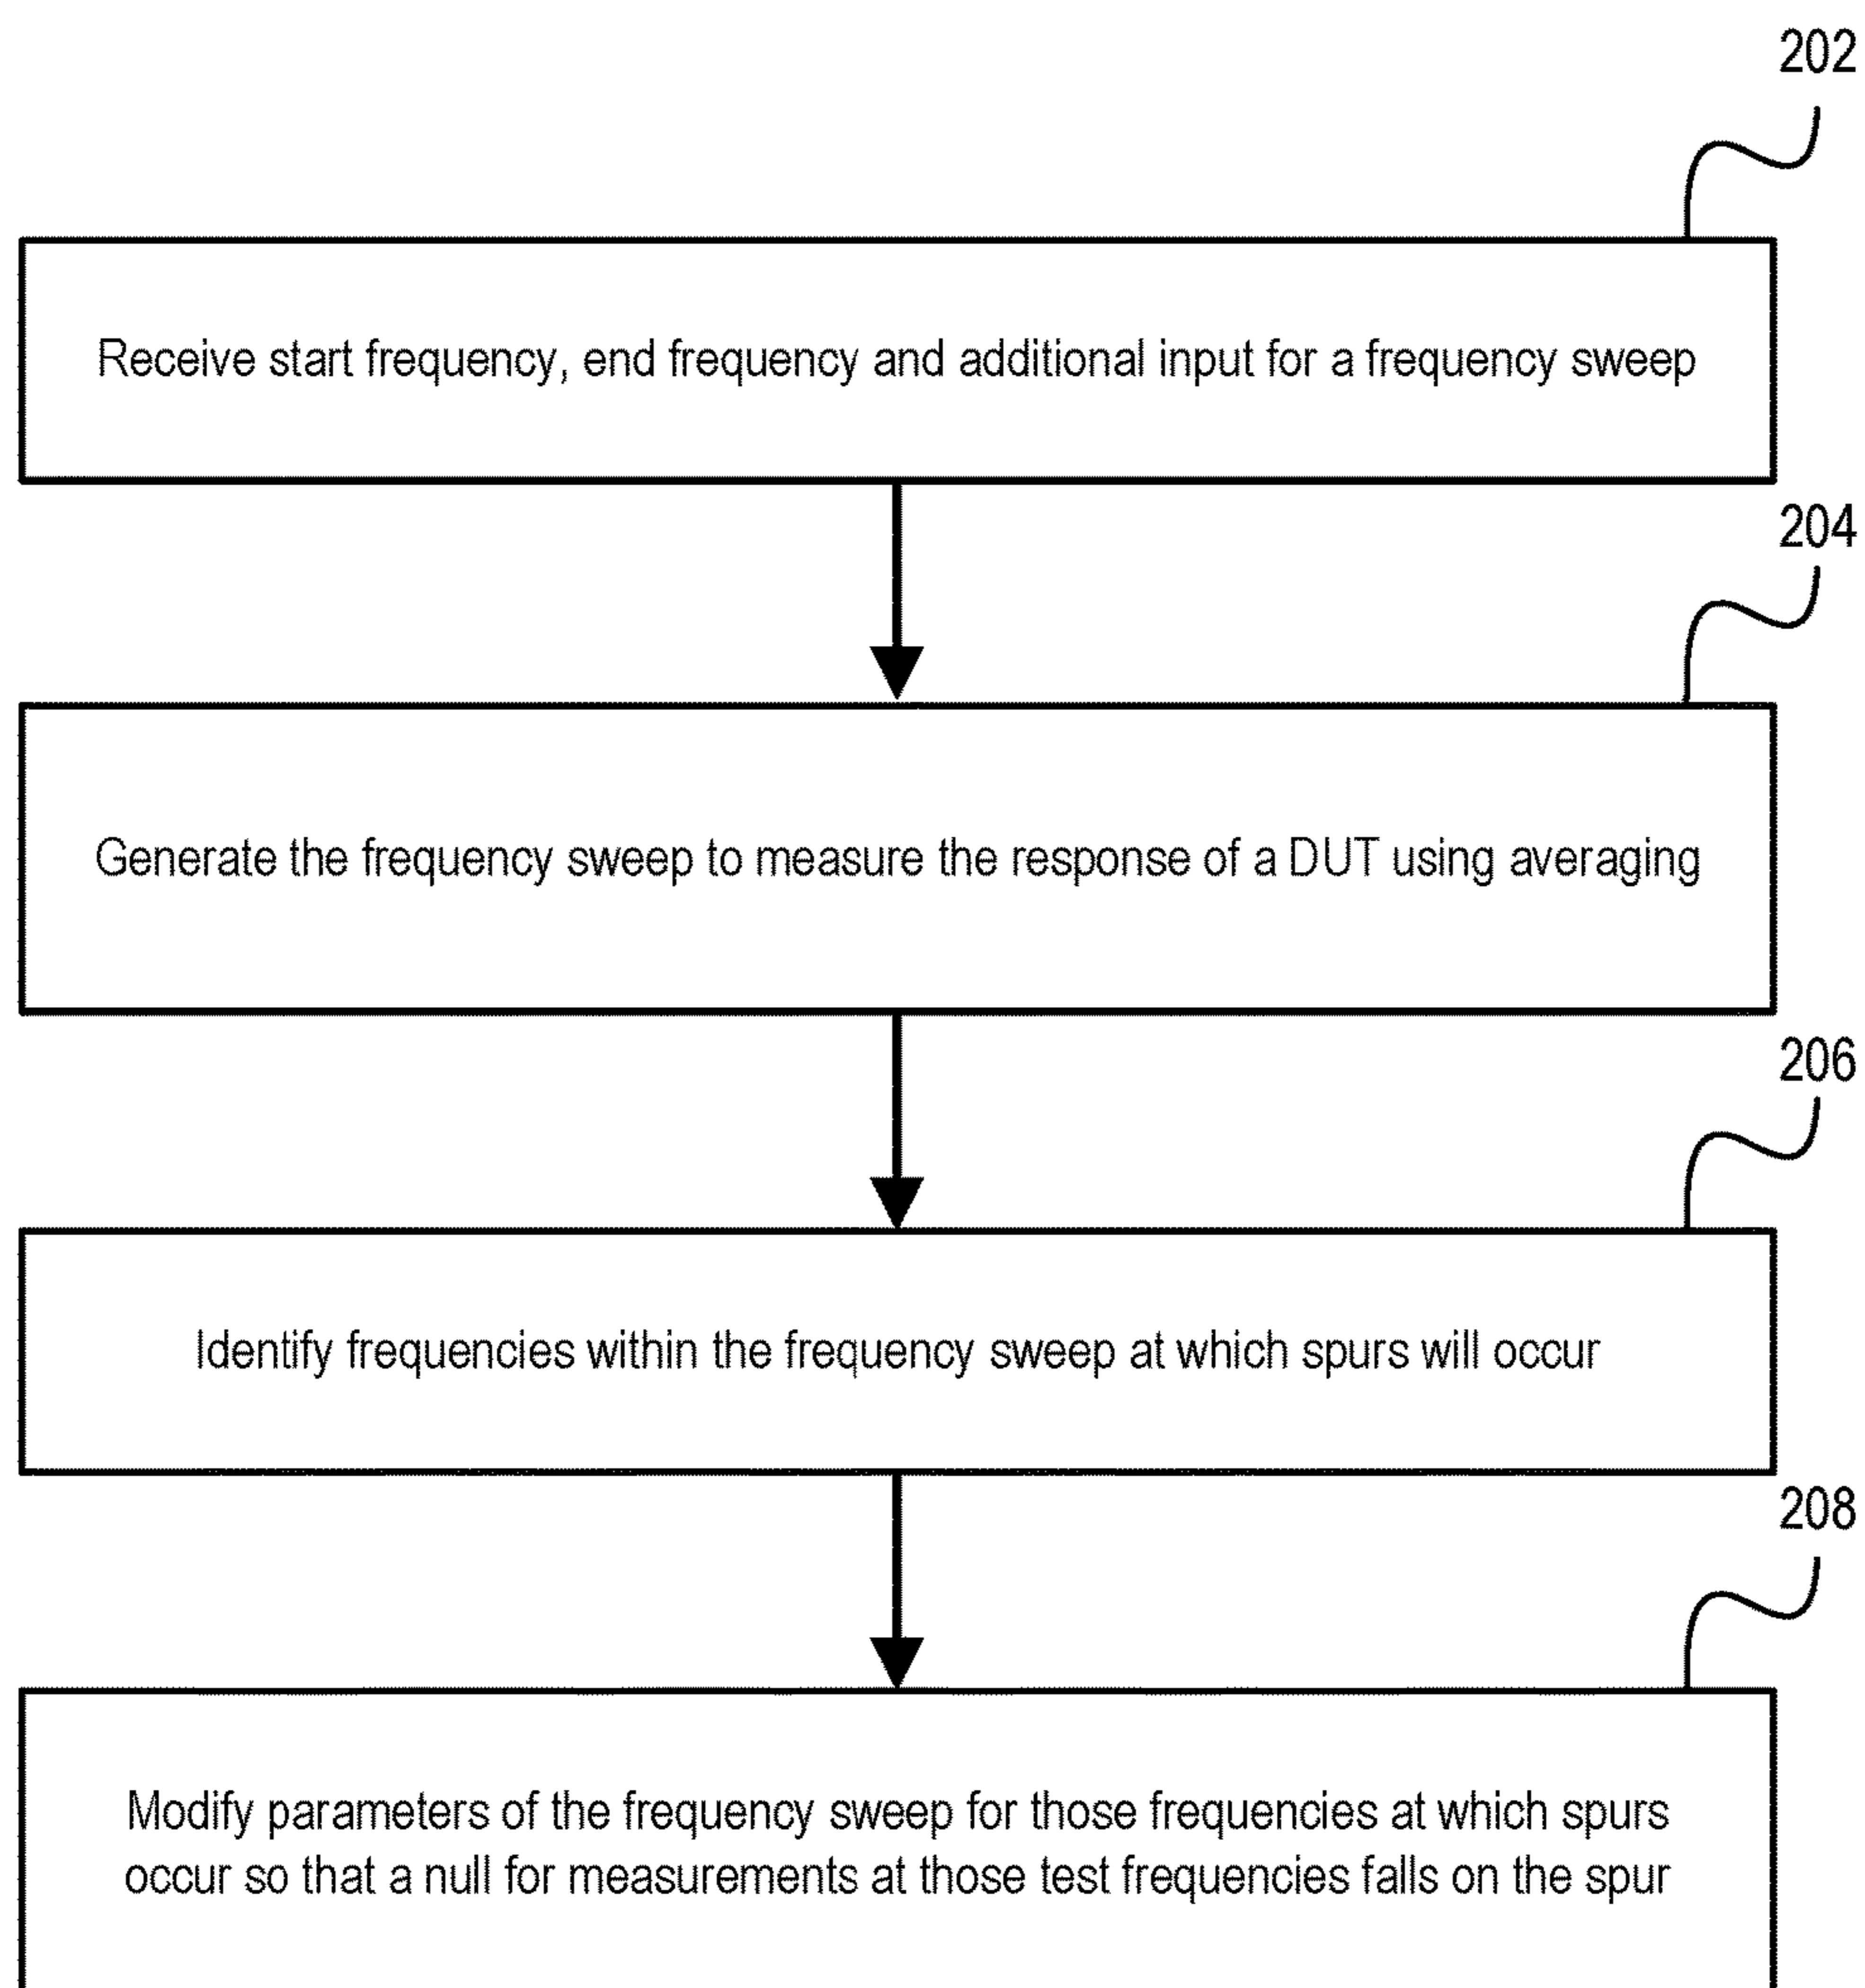 202
Receive start frequency, end frequency and additional input for a frequency sweep
204
Generate the frequency sweep to measure the response of a DUT using averaging
206
Identify frequencies within the frequency sweep at which spurs will occur
208
Modify parameters of the frequency sweep for those frequencies at which spurs
occur so that a null for measurements at those test frequencies falls on the spur